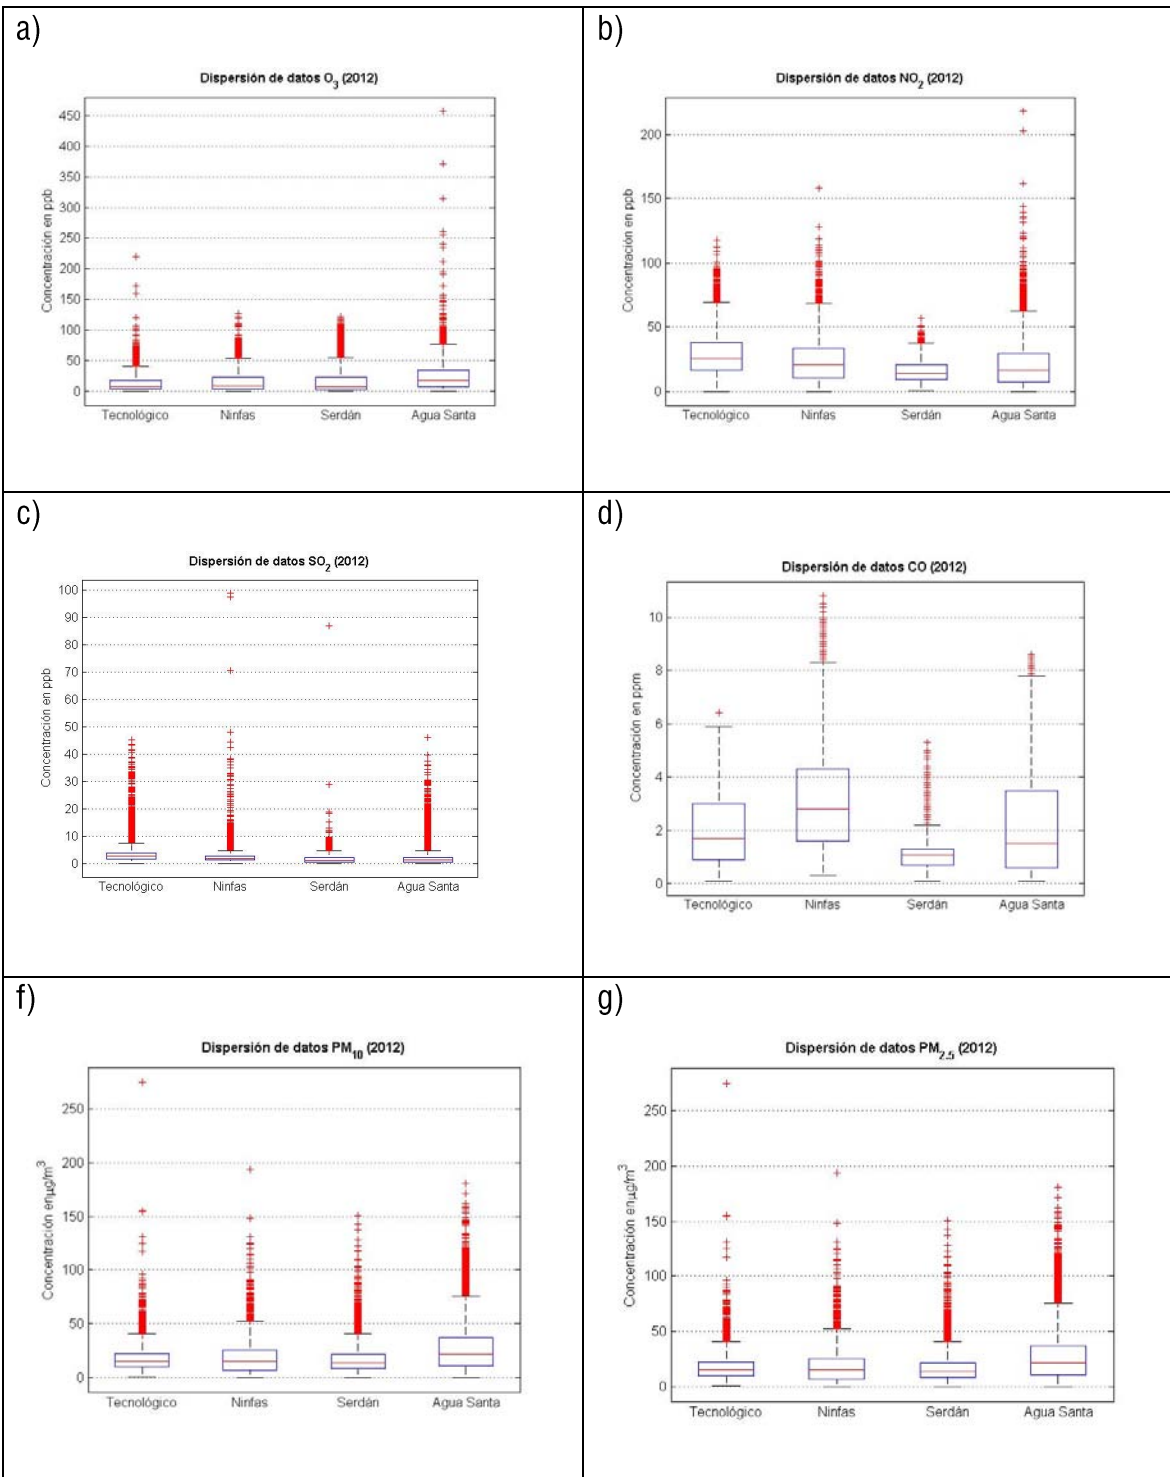 a)
Dispersión de datos O3 (2012)
Concentración en ppb
450
400
350
300
250
200
150
100
50
0
Tecnológico Ninfas Serdán Agua Santa
b)
Dispersión de datos NO2 (2012)
Concentración en ppb
200
150
100
50
0
Tecnológico Ninfas Serdán Agua Santa
c)
Dispersión de datos SO2 (2012)
Concentración en ppb
100
90
80
70
60
50
40
30
20
10
0
Tecnológico Ninfas Serdán Agua Santa
d)
Dispersión de datos CO (2012)
Concentración en ppm
10
8
6
4
2
0
Tecnológico Ninfas Serdán Agua Santa
f)
Dispersión de datos PM10 (2012)
Concentración enµg/m3
250
200
150
100
50
0
Tecnológico Ninfas Serdán Agua Santa
g)
Dispersión de datos PM2.5 (2012)
Concentración enµg/m3
250
200
150
100
50
0
Tecnológico Ninfas Serdán Agua Santa